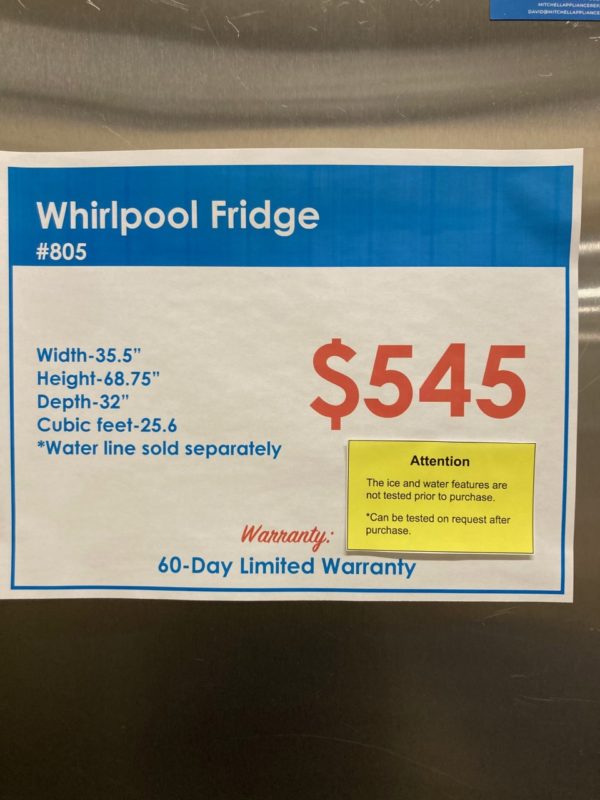 Whirlpool Fridge
#805
Width-35.5”
Height-68.75”
Depth-32”
Cubic feet-25.6
*Water line sold separately
$545
Attention
The ice and water features are
not tested prior to purchase.
*Can be tested on request after
purchase.
Warranty:
60-Day Limited Warranty